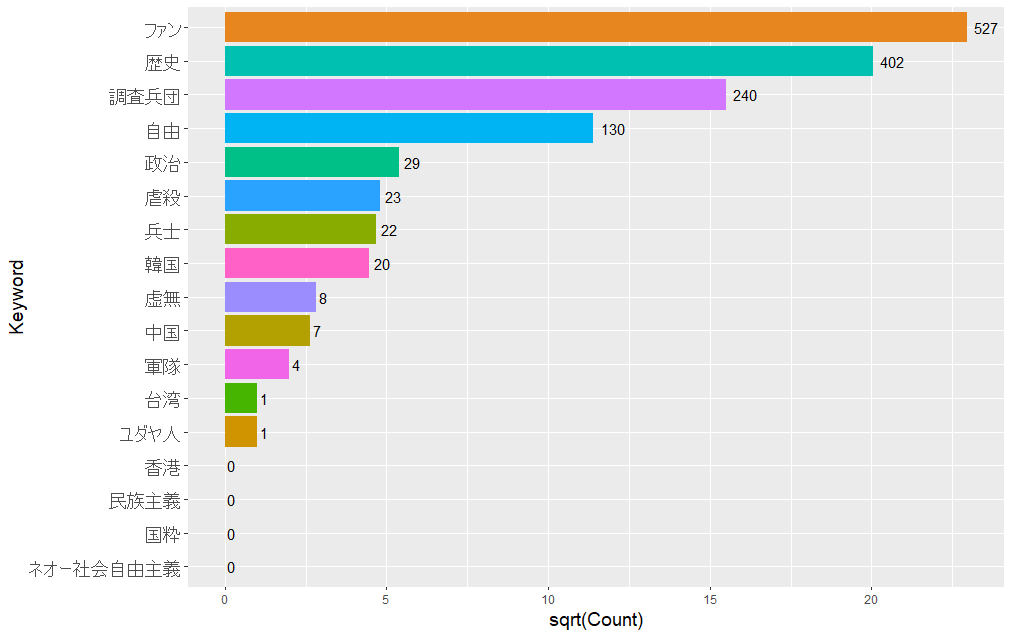 Keyword
ファン 527
歴史 402
調査兵団 240
自由 130
政治 29
虐殺 23
兵士 22
韓国 20
虚無 8
中国 7
軍隊 4
台湾 1
ユダヤ人 1
香港 0
民族主義 0
国粋 0
ネオー社会自由主義 0
0 5 10 15 20
sqrt(Count)